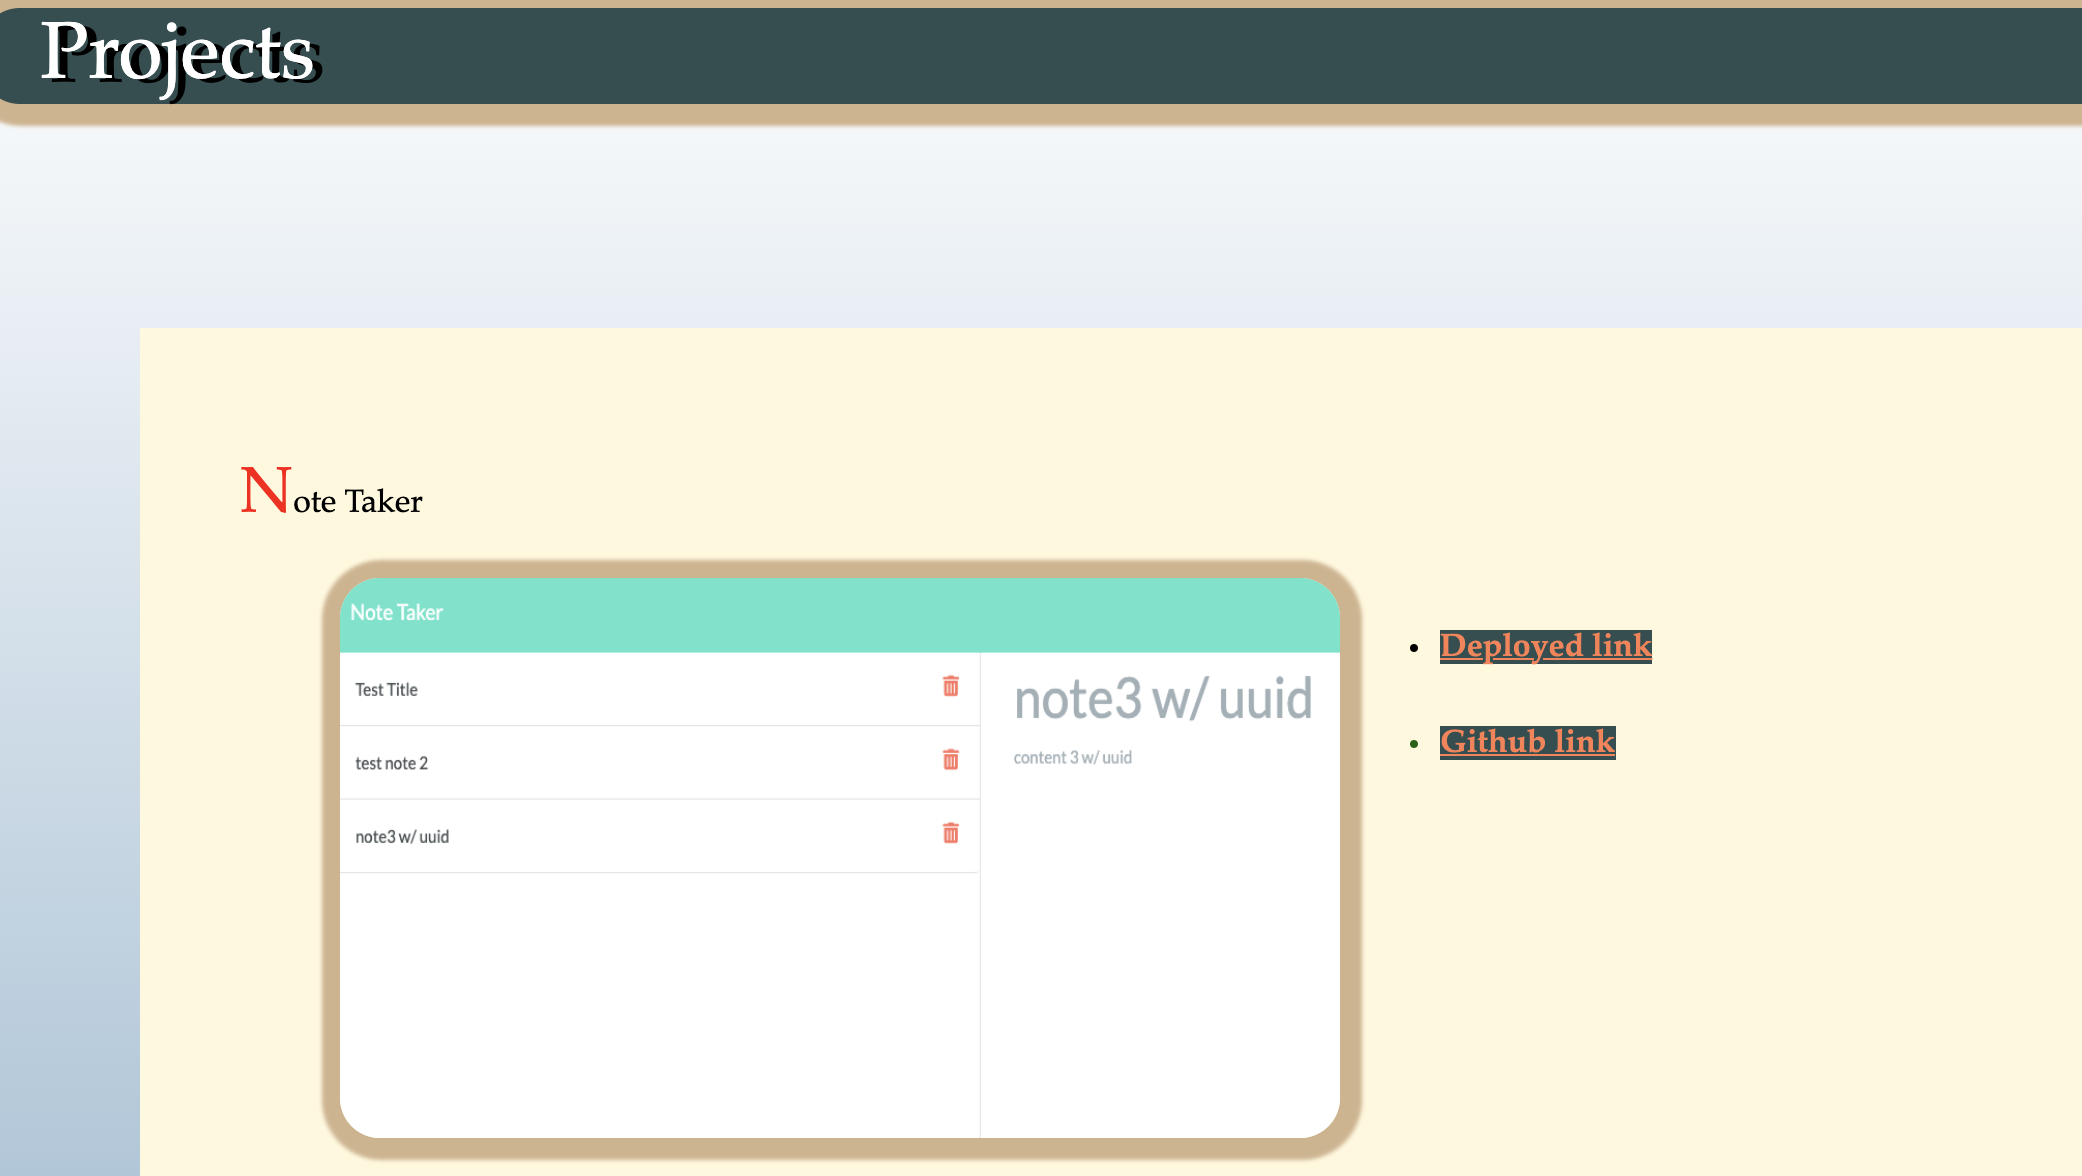 Projects
Note Taker
Note Taker
Test Title
test note 2
note3 w/ uuid
note3 w/ uuid
content 3 w/ uuid
Deployed link
Github link